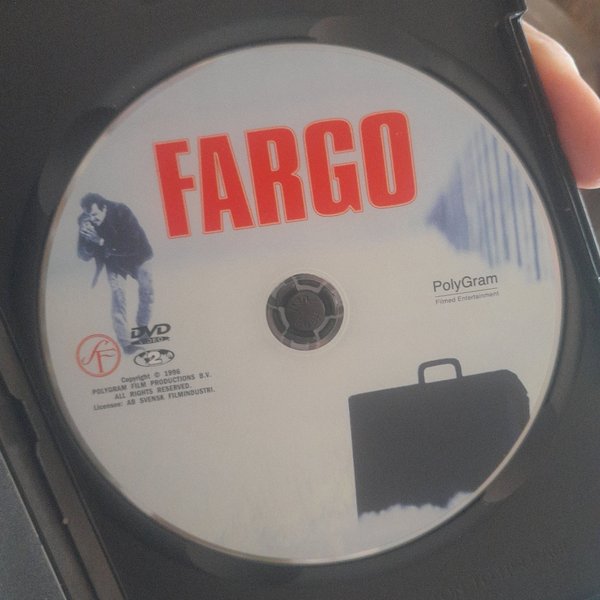 FARGO
PolyGram
Filmed Entertainment
DVD
VIDEO
2
Copyright © 1996
POLYGRAM FILM PRODUCTIONS B.V.
ALL RIGHTS RESERVED.
Licensee: AB SVENSK FILMINDUSTRI.